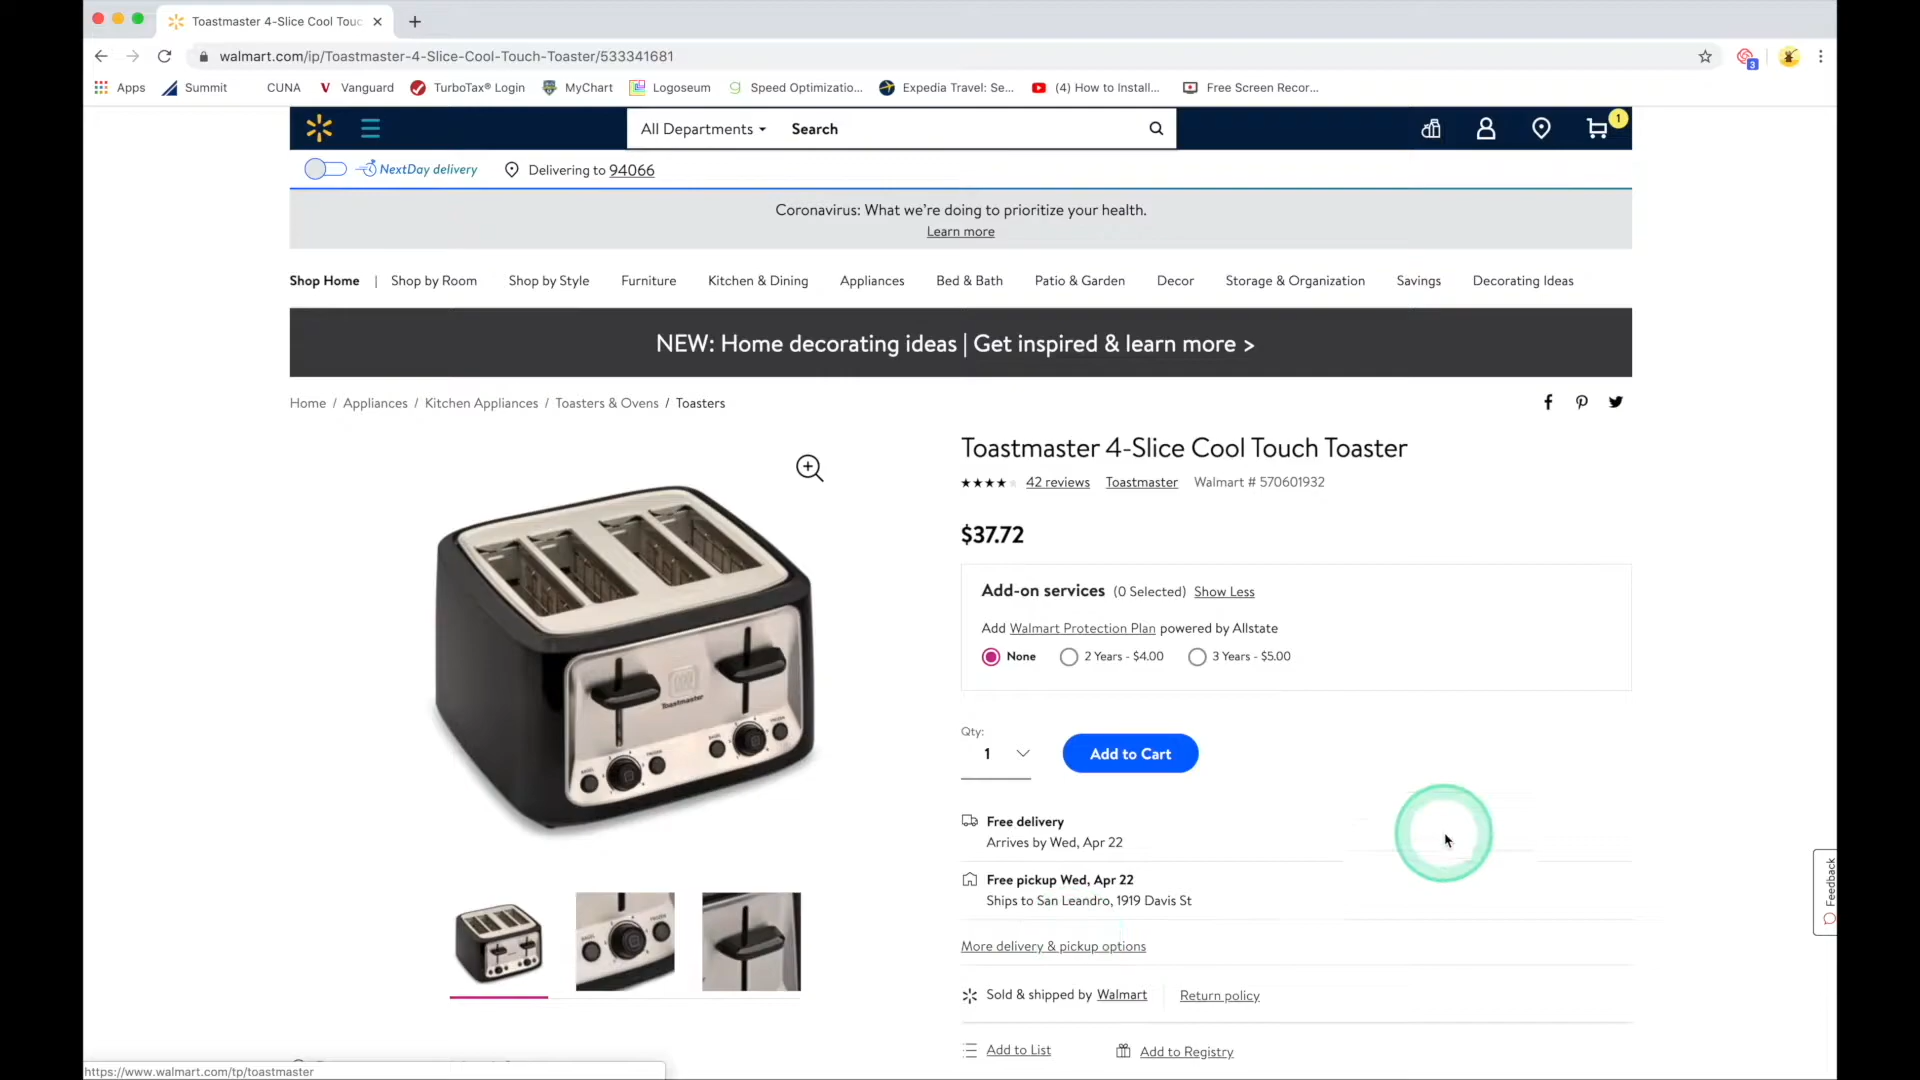 Toastmaster 4-Slice Cool Touc
walmart.com/ip/Toastmaster-4-Slice-Cool-Touch-Toaster/533341681
3
Apps Summit CUNA Vanguard TurboTax® Login MyChart Logoseum Speed Optimizatio... Expedia Travel: Se... (4) How to Install... Free Screen Recor...
All Departments Search
1
NextDay delivery Delivering to 94066
Coronavirus: What we're doing to prioritize your health.
Learn more
Shop Home | Shop by Room Shop by Style Furniture Kitchen & Dining Appliances Bed & Bath Patio & Garden Decor Storage & Organization Savings Decorating Ideas
NEW: Home decorating ideas | Get inspired & learn more >
Home / Appliances / Kitchen Appliances / Toasters & Ovens / Toasters
Toastmaster 4-Slice Cool Touch Toaster
42 reviews Toastmaster Walmart # 570601932
$37.72
Add-on services (0 Selected) Show Less
Add Walmart Protection Plan powered by Allstate
None 2 Years - $4.00 3 Years - $5.00
Toastmaster
BAGEL FROZEN BAGEL FROZEN
Qty:
1 Add to Cart
Free delivery
Arrives by Wed, Apr 22
Free pickup Wed, Apr 22
Ships to San Leandro, 1919 Davis St
Feedback
BAGEL FROZEN
More delivery & pickup options
Sold & shipped by Walmart Return policy
Add to List Add to Registry
https://www.walmart.com/tp/toastmaster